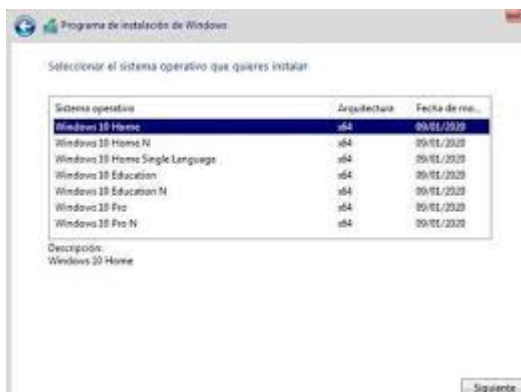 Programa de instalación de Windows
Seleccionar el sistema operativo que quieres instalar
Sistema operativo Arquitectura Fecha de mo...
Windows 10 Home x64 09/01/2020
Windows 10 Home N x64 09/01/2020
Windows 10 Home Single Language x64 09/01/2020
Windows 10 Education x64 09/01/2020
Windows 10 Education N x64 09/01/2020
Windows 10 Pro x64 09/01/2020
Windows 10 Pro N x64 09/01/2020
Descripción:
Windows 10 Home
Siguiente